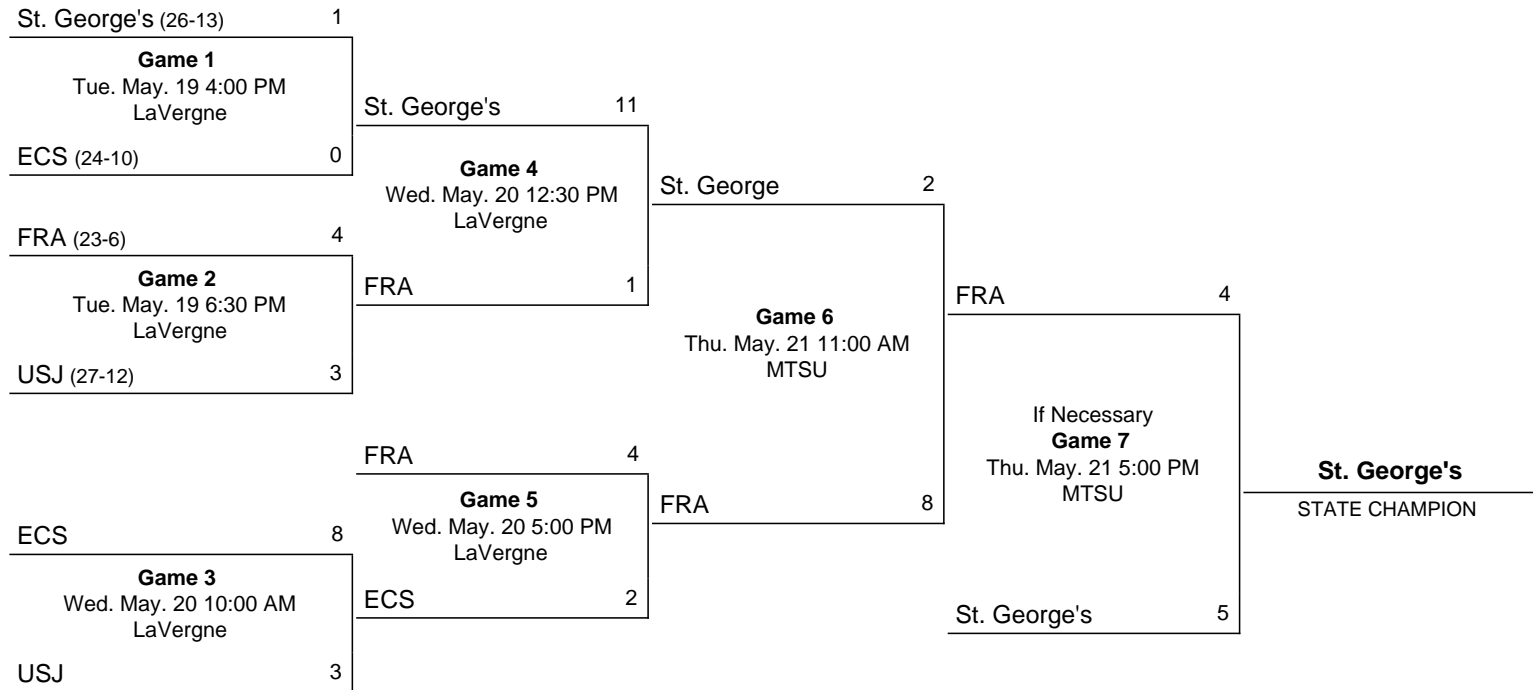 St. George's (26-13) 1
Game 1
Tue. May. 19 4:00 PM
LaVergne
ECS (24-10) 0
FRA (23-6) 4
Game 2
Tue. May. 19 6:30 PM
LaVergne
USJ (27-12) 3
ECS 8
Game 3
Wed. May. 20 10:00 AM
LaVergne
USJ 3
St. George's 11
Game 4
Wed. May. 20 12:30 PM
LaVergne
FRA 1
FRA 4
Game 5
Wed. May. 20 5:00 PM
LaVergne
ECS 2
St. George 2
Game 6
Thu. May. 21 11:00 AM
MTSU
FRA 8
FRA 4
If Necessary
Game 7
Thu. May. 21 5:00 PM
MTSU
St. George's 5
St. George's
STATE CHAMPION